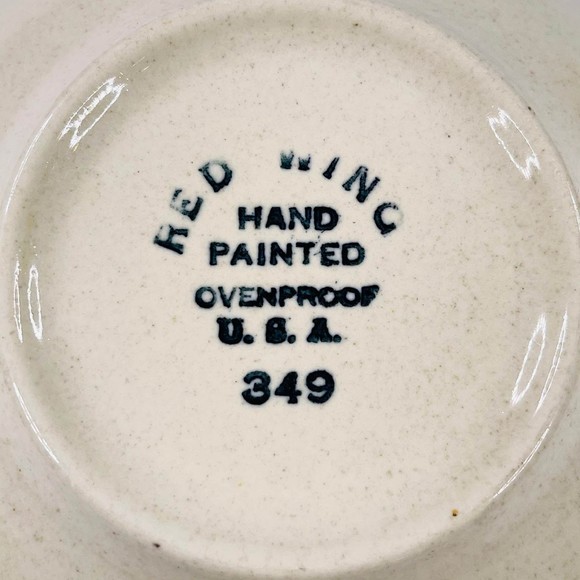 RED WING
HAND
PAINTED
OVENPROOF
U.S.A.
349